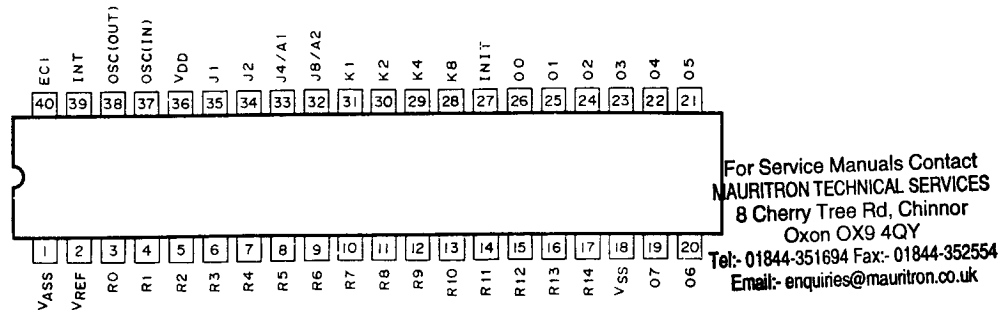 EC1 INT OSC(OUT) OSC(IN) VDD J1 J2 J4/A1 J8/A2 K1 K2 K4 K8 INIT O0 O1 O2 O3 O4 O5
40 39 38 37 36 35 34 33 32 31 30 29 28 27 26 25 24 23 22 21
1 2 3 4 5 6 7 8 9 10 11 12 13 14 15 16 17 18 19 20
VASS VREF R0 R1 R2 R3 R4 R5 R6 R7 R8 R9 R10 R11 R12 R13 R14 VSS O7 O6
For Service Manuals Contact
MAURITRON TECHNICAL SERVICES
8 Cherry Tree Rd, Chinnor
Oxon OX9 4QY
Tel:- 01844-351694 Fax:- 01844-352554
Email:- enquiries@mauritron.co.uk